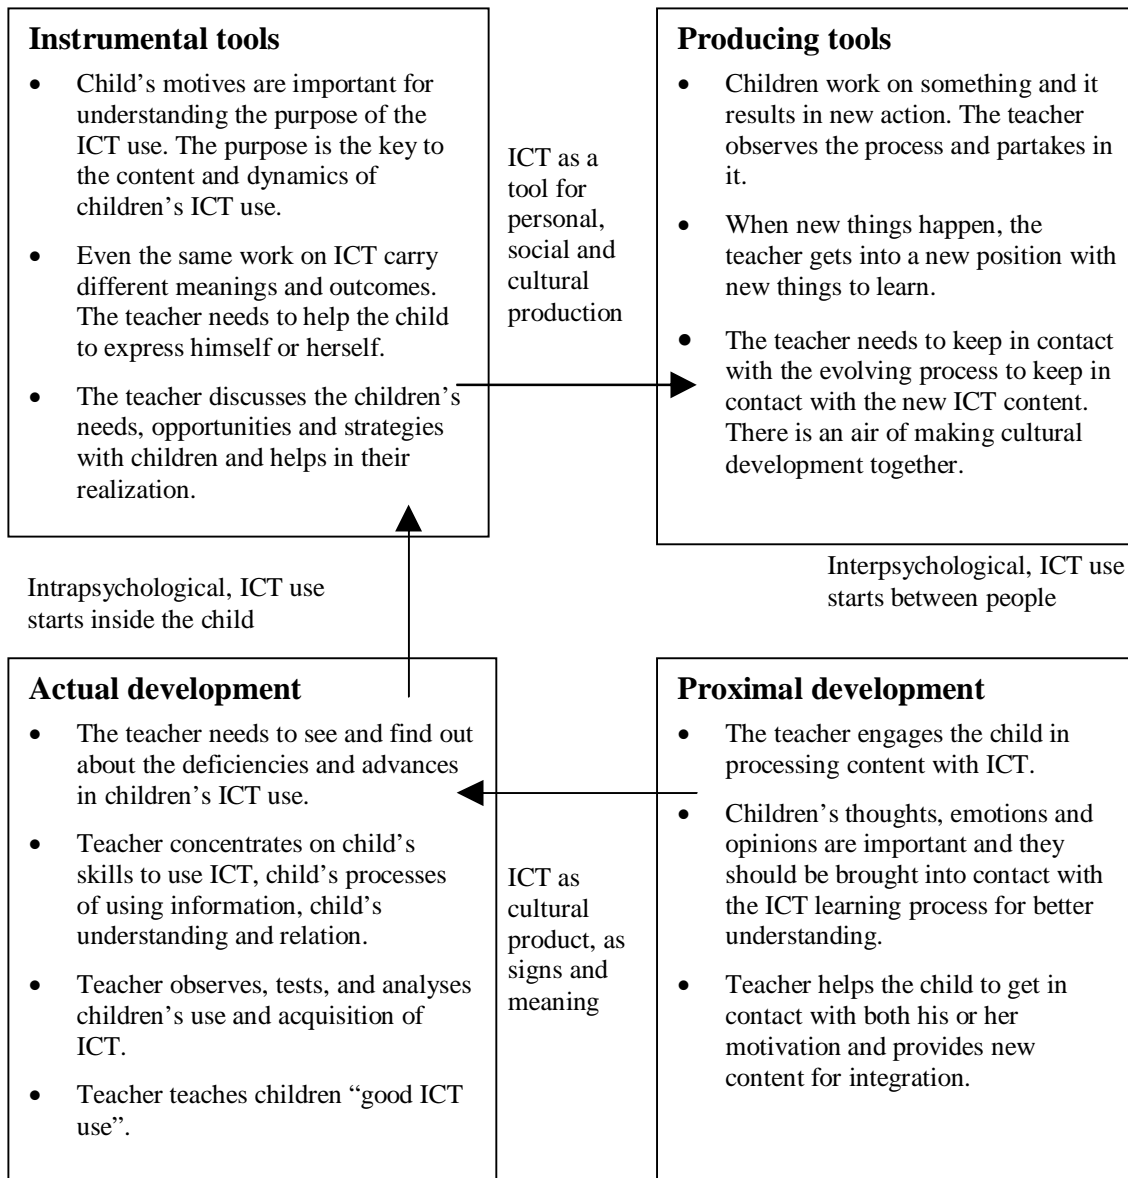 Instrumental tools
• Child’s motives are important for
understanding the purpose of the
ICT use. The purpose is the key to
the content and dynamics of
children’s ICT use.
• Even the same work on ICT carry
different meanings and outcomes.
The teacher needs to help the child
to express himself or herself.
• The teacher discusses the children’s
needs, opportunities and strategies
with children and helps in their
realization.
ICT as a
tool for
personal,
social and
cultural
production
Producing tools
• Children work on something and it
results in new action. The teacher
observes the process and partakes in
it.
• When new things happen, the
teacher gets into a new position with
new things to learn.
• The teacher needs to keep in contact
with the evolving process to keep in
contact with the new ICT content.
There is an air of making cultural
development together.
Intrapsychological, ICT use
starts inside the child
Interpsychological, ICT use
starts between people
Actual development
• The teacher needs to see and find out
about the deficiencies and advances
in children’s ICT use.
• Teacher concentrates on child’s
skills to use ICT, child’s processes
of using information, child’s
understanding and relation.
• Teacher observes, tests, and analyses
children’s use and acquisition of
ICT.
• Teacher teaches children “good ICT
use”.
ICT as
cultural
product, as
signs and
meaning
Proximal development
• The teacher engages the child in
processing content with ICT.
• Children’s thoughts, emotions and
opinions are important and they
should be brought into contact with
the ICT learning process for better
understanding.
• Teacher helps the child to get in
contact with both his or her
motivation and provides new
content for integration.